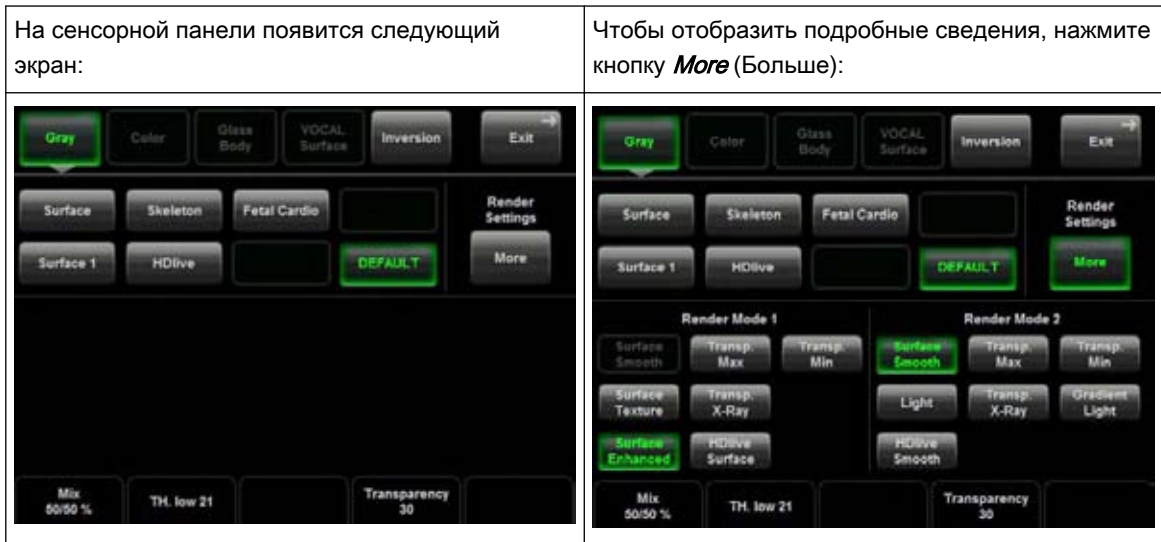 На сенсорной панели появится следующий
экран:
Чтобы отобразить подробные сведения, нажмите
кнопку More (Больше):
Gray Color Glass Body VOCAL Surface Inversion Exit
Surface Skeleton Fetal Cardio Render Settings
Surface 1 HDlive DEFAULT More
Mix 50/50 % TH. low 21 Transparency 30
Gray Color Glass Body VOCAL Surface Inversion Exit
Surface Skeleton Fetal Cardio Render Settings
Surface 1 HDlive DEFAULT More
Render Mode 1 Render Mode 2
Surface Smooth Transp. Max Transp. Min Surface Smooth Transp. Max Transp. Min
Surface Texture Transp. X-Ray Light Transp. X-Ray Gradient Light
Surface Enhanced HDlive Surface HDlive Smooth
Mix 50/50 % TH. low 21 Transparency 30